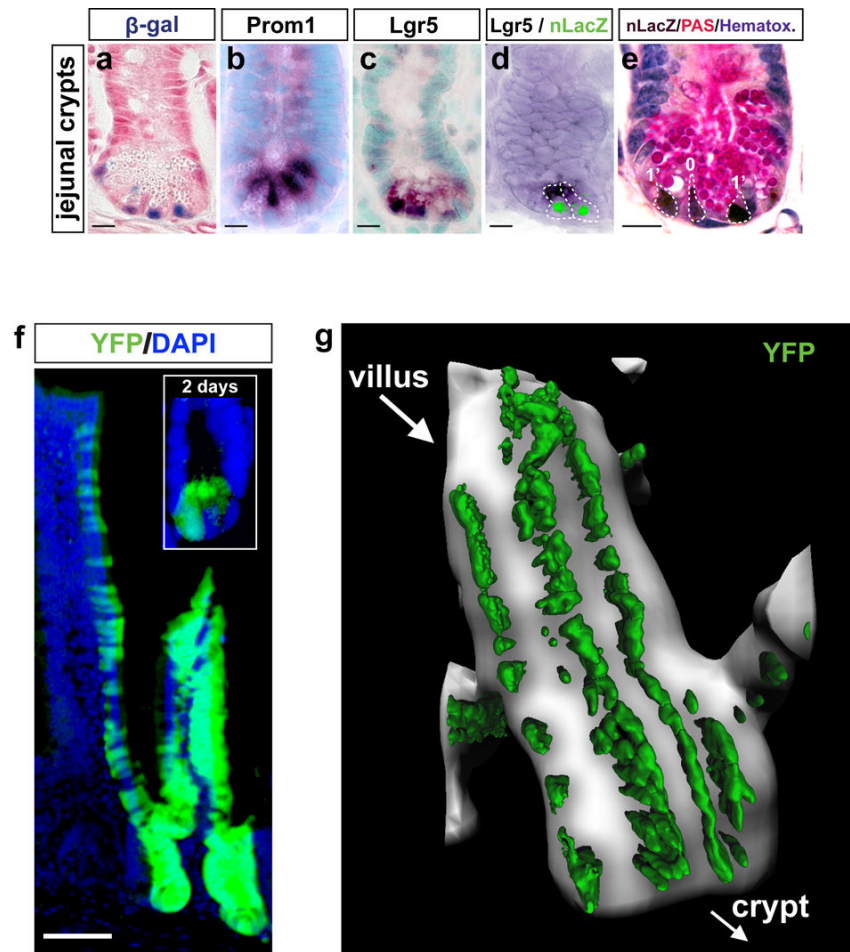 β-gal
Prom1
Lgr5
Lgr5 / nLacZ
nLacZ/PAS/Hematox.
jejunal crypts
a
b
c
d
e
1'
0
1'
f
YFP/DAPI
2 days
g
YFP
villus
crypt